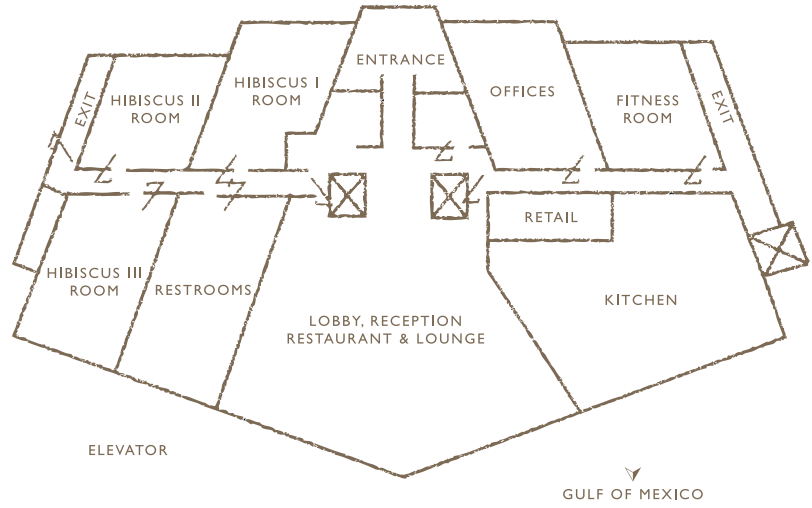 ENTRANCE
HIBISCUS I
ROOM
OFFICES
HIBISCUS II
ROOM
FITNESS
ROOM
EXIT
EXIT
RETAIL
HIBISCUS III
ROOM
RESTROOMS
KITCHEN
LOBBY, RECEPTION
RESTAURANT & LOUNGE
ELEVATOR
GULF OF MEXICO